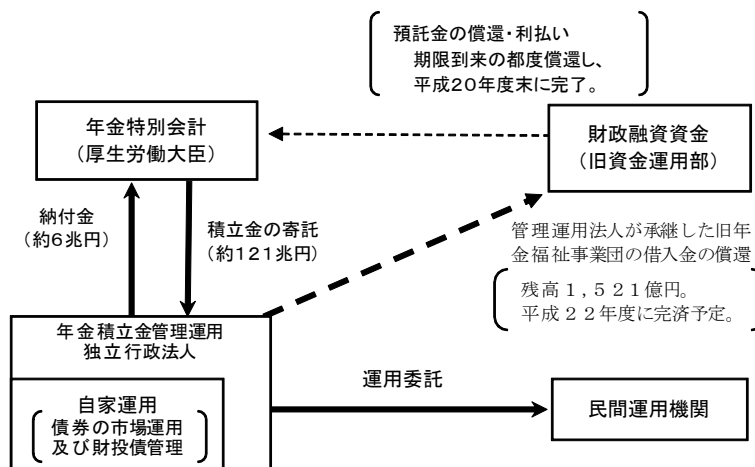 預託金の償還・利払い
期限到来の都度償還し、
平成20年度末に完了。
年金特別会計
(厚生労働大臣)
財政融資資金
(旧資金運用部)
納付金
(約6兆円)
積立金の寄託
(約121兆円)
管理運用法人が承継した旧年
金福祉事業団の借入金の償還
残高1,521億円。
平成22年度に完済予定。
年金積立金管理運用
独立行政法人
自家運用
債券の市場運用
及び財投債管理
運用委託
民間運用機関